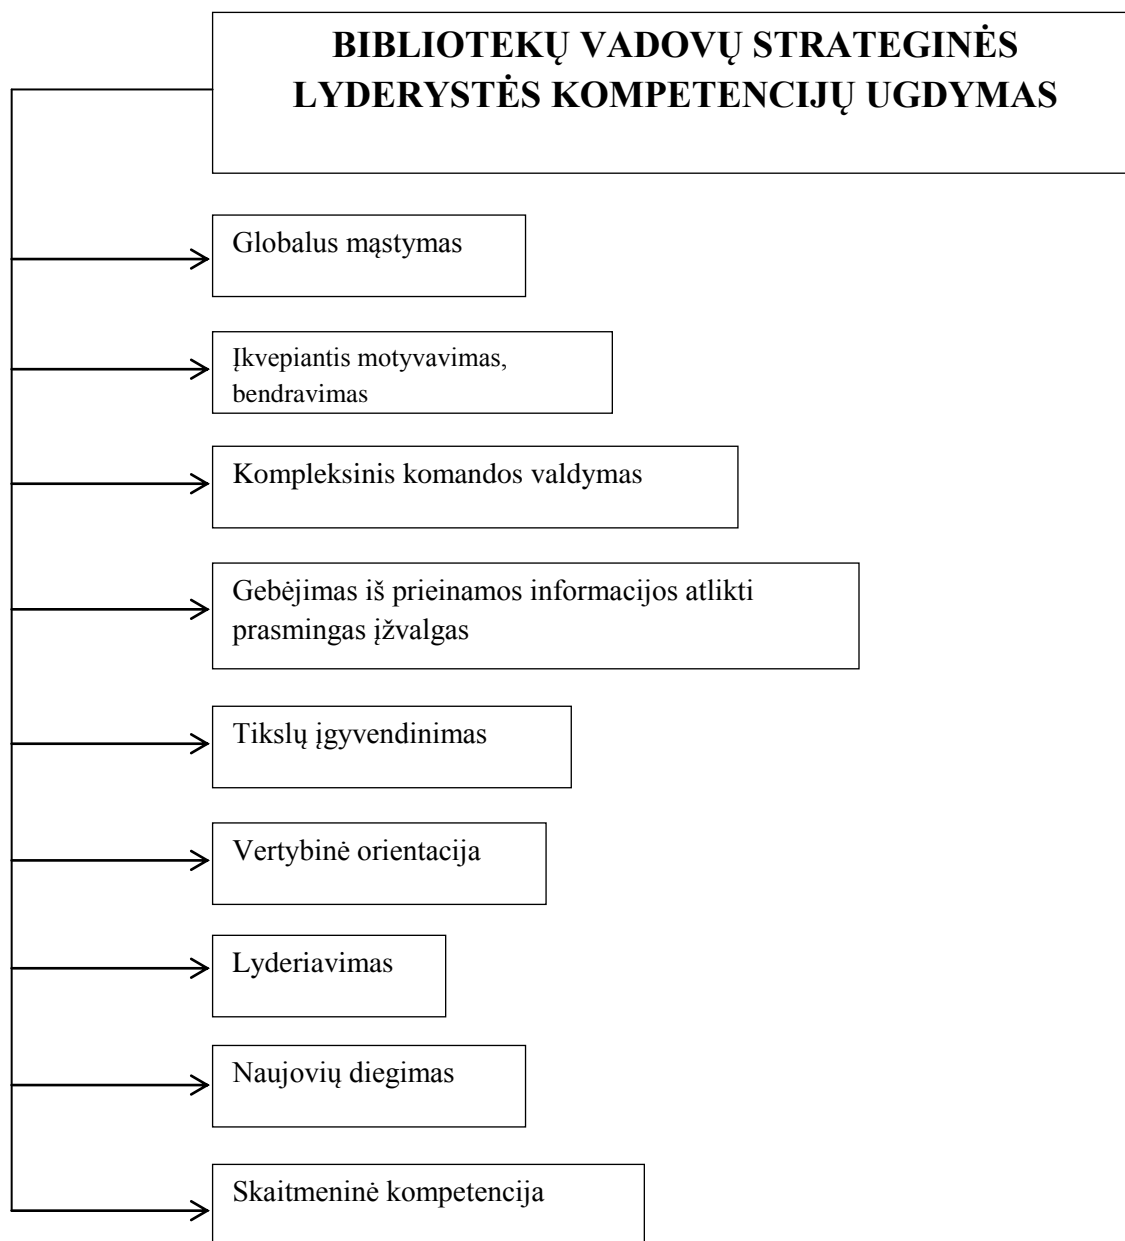 BIBLIOTEKŲ VADOVŲ STRATEGINĖS
LYDERYSTĖS KOMPETENCIJŲ UGDYMAS
Globalus mąstymas
Įkvepiantis motyvavimas,
bendravimas
Kompleksinis komandos valdymas
Gebėjimas iš prieinamos informacijos atlikti
prasmingas įžvalgas
Tikslų įgyvendinimas
Vertybinė orientacija
Lyderiavimas
Naujovių diegimas
Skaitmeninė kompetencija